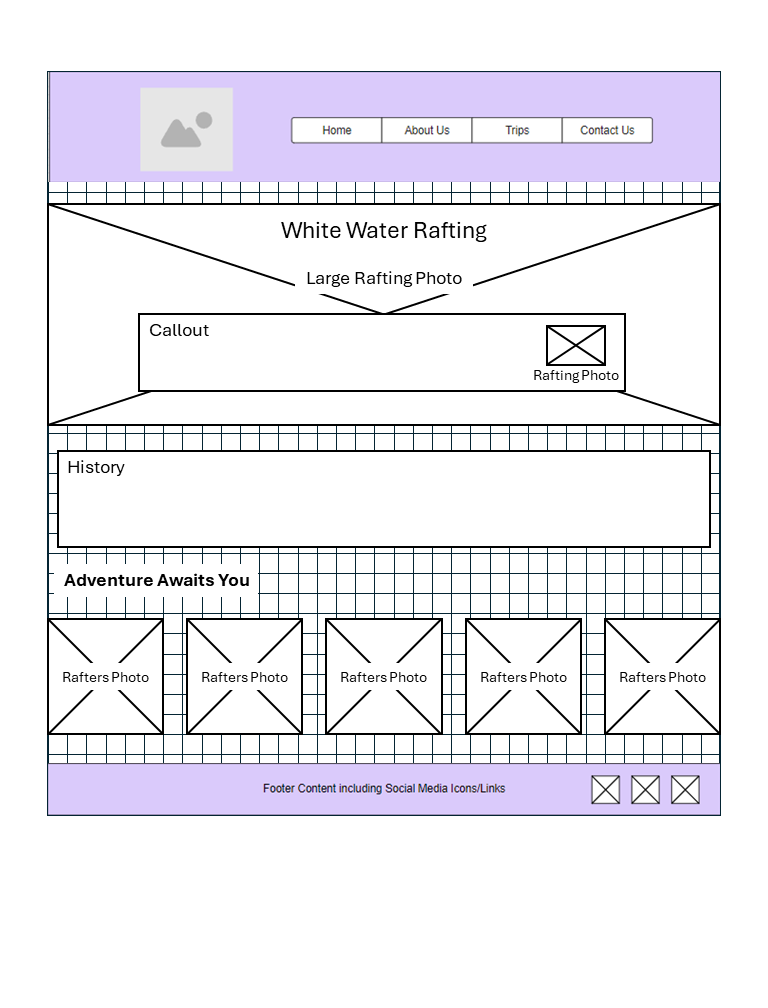 Home
About Us
Trips
Contact Us
White Water Rafting
Large Rafting Photo
Callout
Rafting Photo
History
Adventure Awaits You
Rafters Photo
Rafters Photo
Rafters Photo
Rafters Photo
Rafters Photo
Footer Content including Social Media Icons/Links